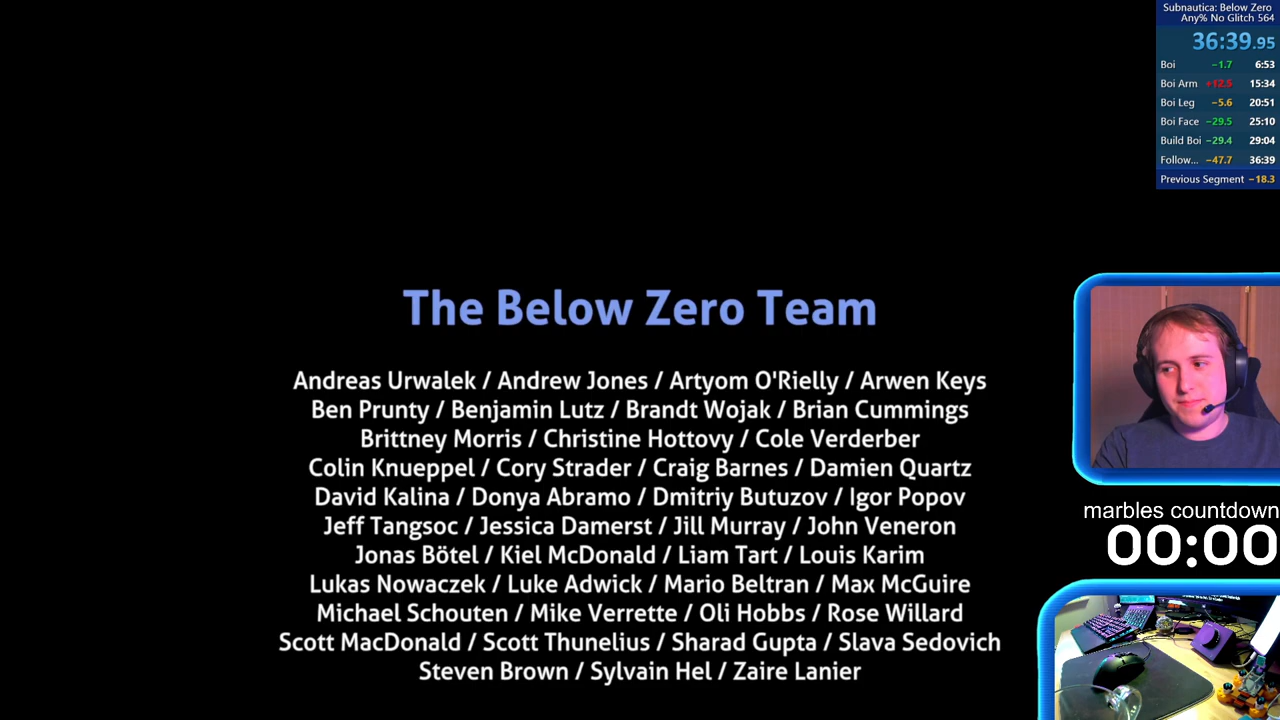 Subnautica: Below Zero
Any% No Glitch 564
36:39.95
Boi −1.7 6:53
Boi Arm +12.5 15:34
Boi Leg −5.6 20:51
Boi Face −29.5 25:10
Build Boi −29.4 29:04
Follow... −47.7 36:39
Previous Segment −18.3
The Below Zero Team
Andreas Urwalek / Andrew Jones / Artyom O'Rielly / Arwen Keys
Ben Prunty / Benjamin Lutz / Brandt Wojak / Brian Cummings
Brittney Morris / Christine Hottovy / Cole Verderber
Colin Knueppel / Cory Strader / Craig Barnes / Damien Quartz
David Kalina / Donya Abramo / Dmitriy Butuzov / Igor Popov
Jeff Tangsoc / Jessica Damerst / Jill Murray / John Veneron
Jonas Bötel / Kiel McDonald / Liam Tart / Louis Karim
Lukas Nowaczek / Luke Adwick / Mario Beltran / Max McGuire
Michael Schouten / Mike Verrette / Oli Hobbs / Rose Willard
Scott MacDonald / Scott Thunelius / Sharad Gupta / Slava Sedovich
Steven Brown / Sylvain Hel / Zaire Lanier
marbles countdown
00:00